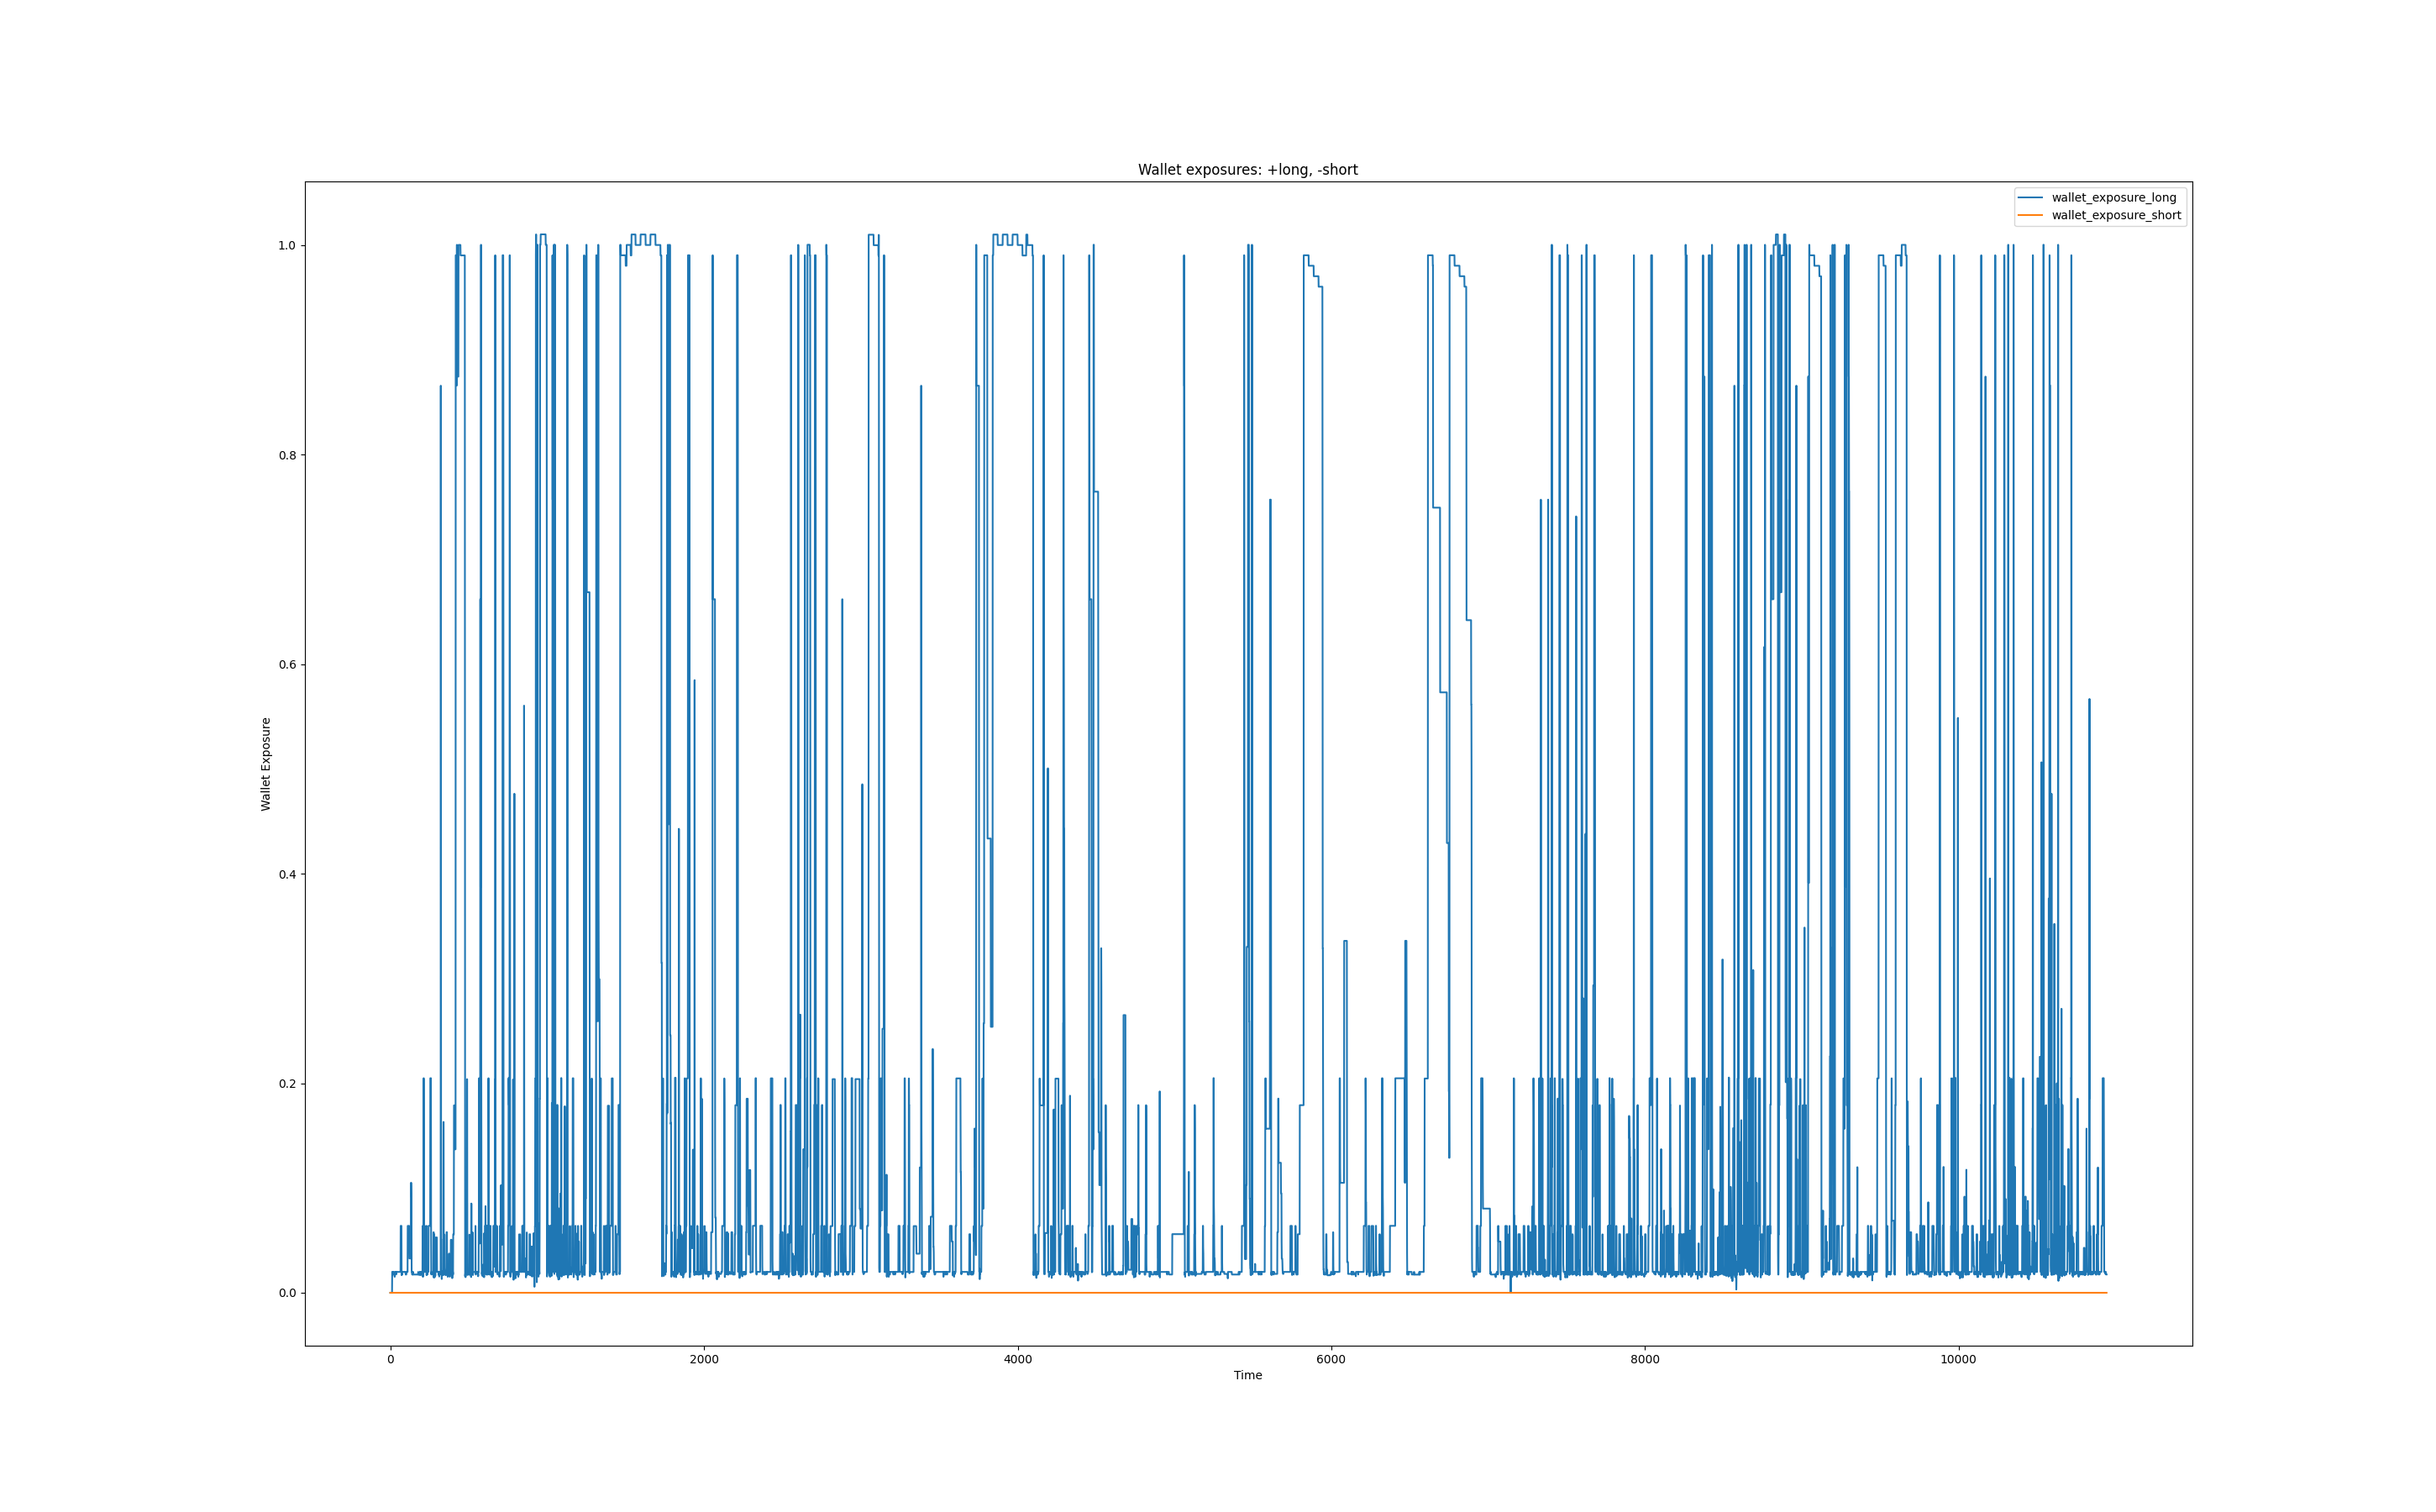 Wallet exposures: +long, -short
wallet_exposure_long
wallet_exposure_short
1.0
0.8
0.6
0.4
0.2
0.0
Wallet Exposure
0 2000 4000 6000 8000 10000
Time